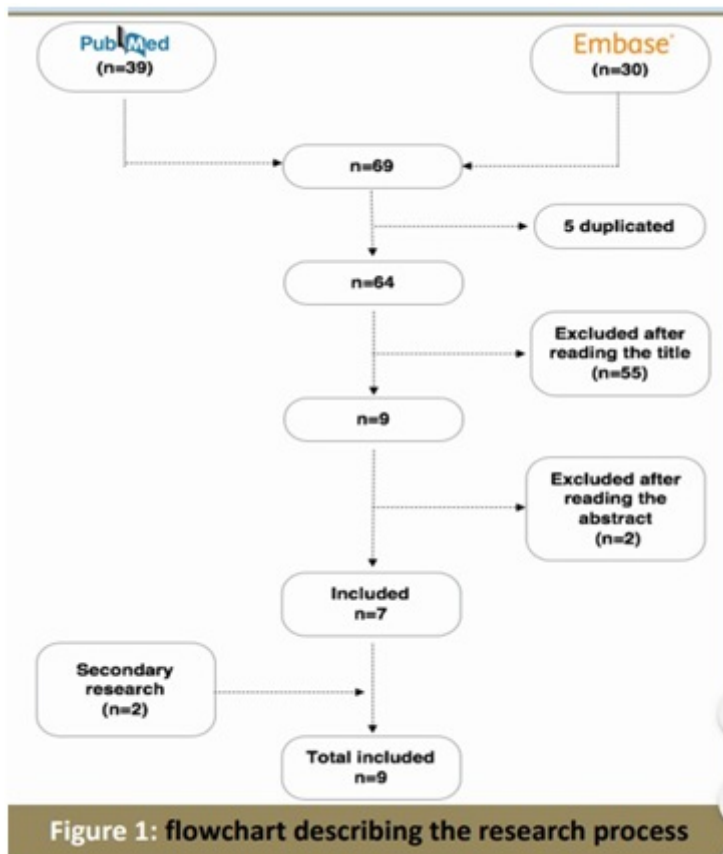 PubMed
(n=39)
Embase®
(n=30)
n=69
5 duplicated
n=64
Excluded after
reading the title
(n=55)
n=9
Excluded after
reading the
abstract
(n=2)
Included
n=7
Secondary
research
(n=2)
Total included
n=9
Figure 1: flowchart describing the research process